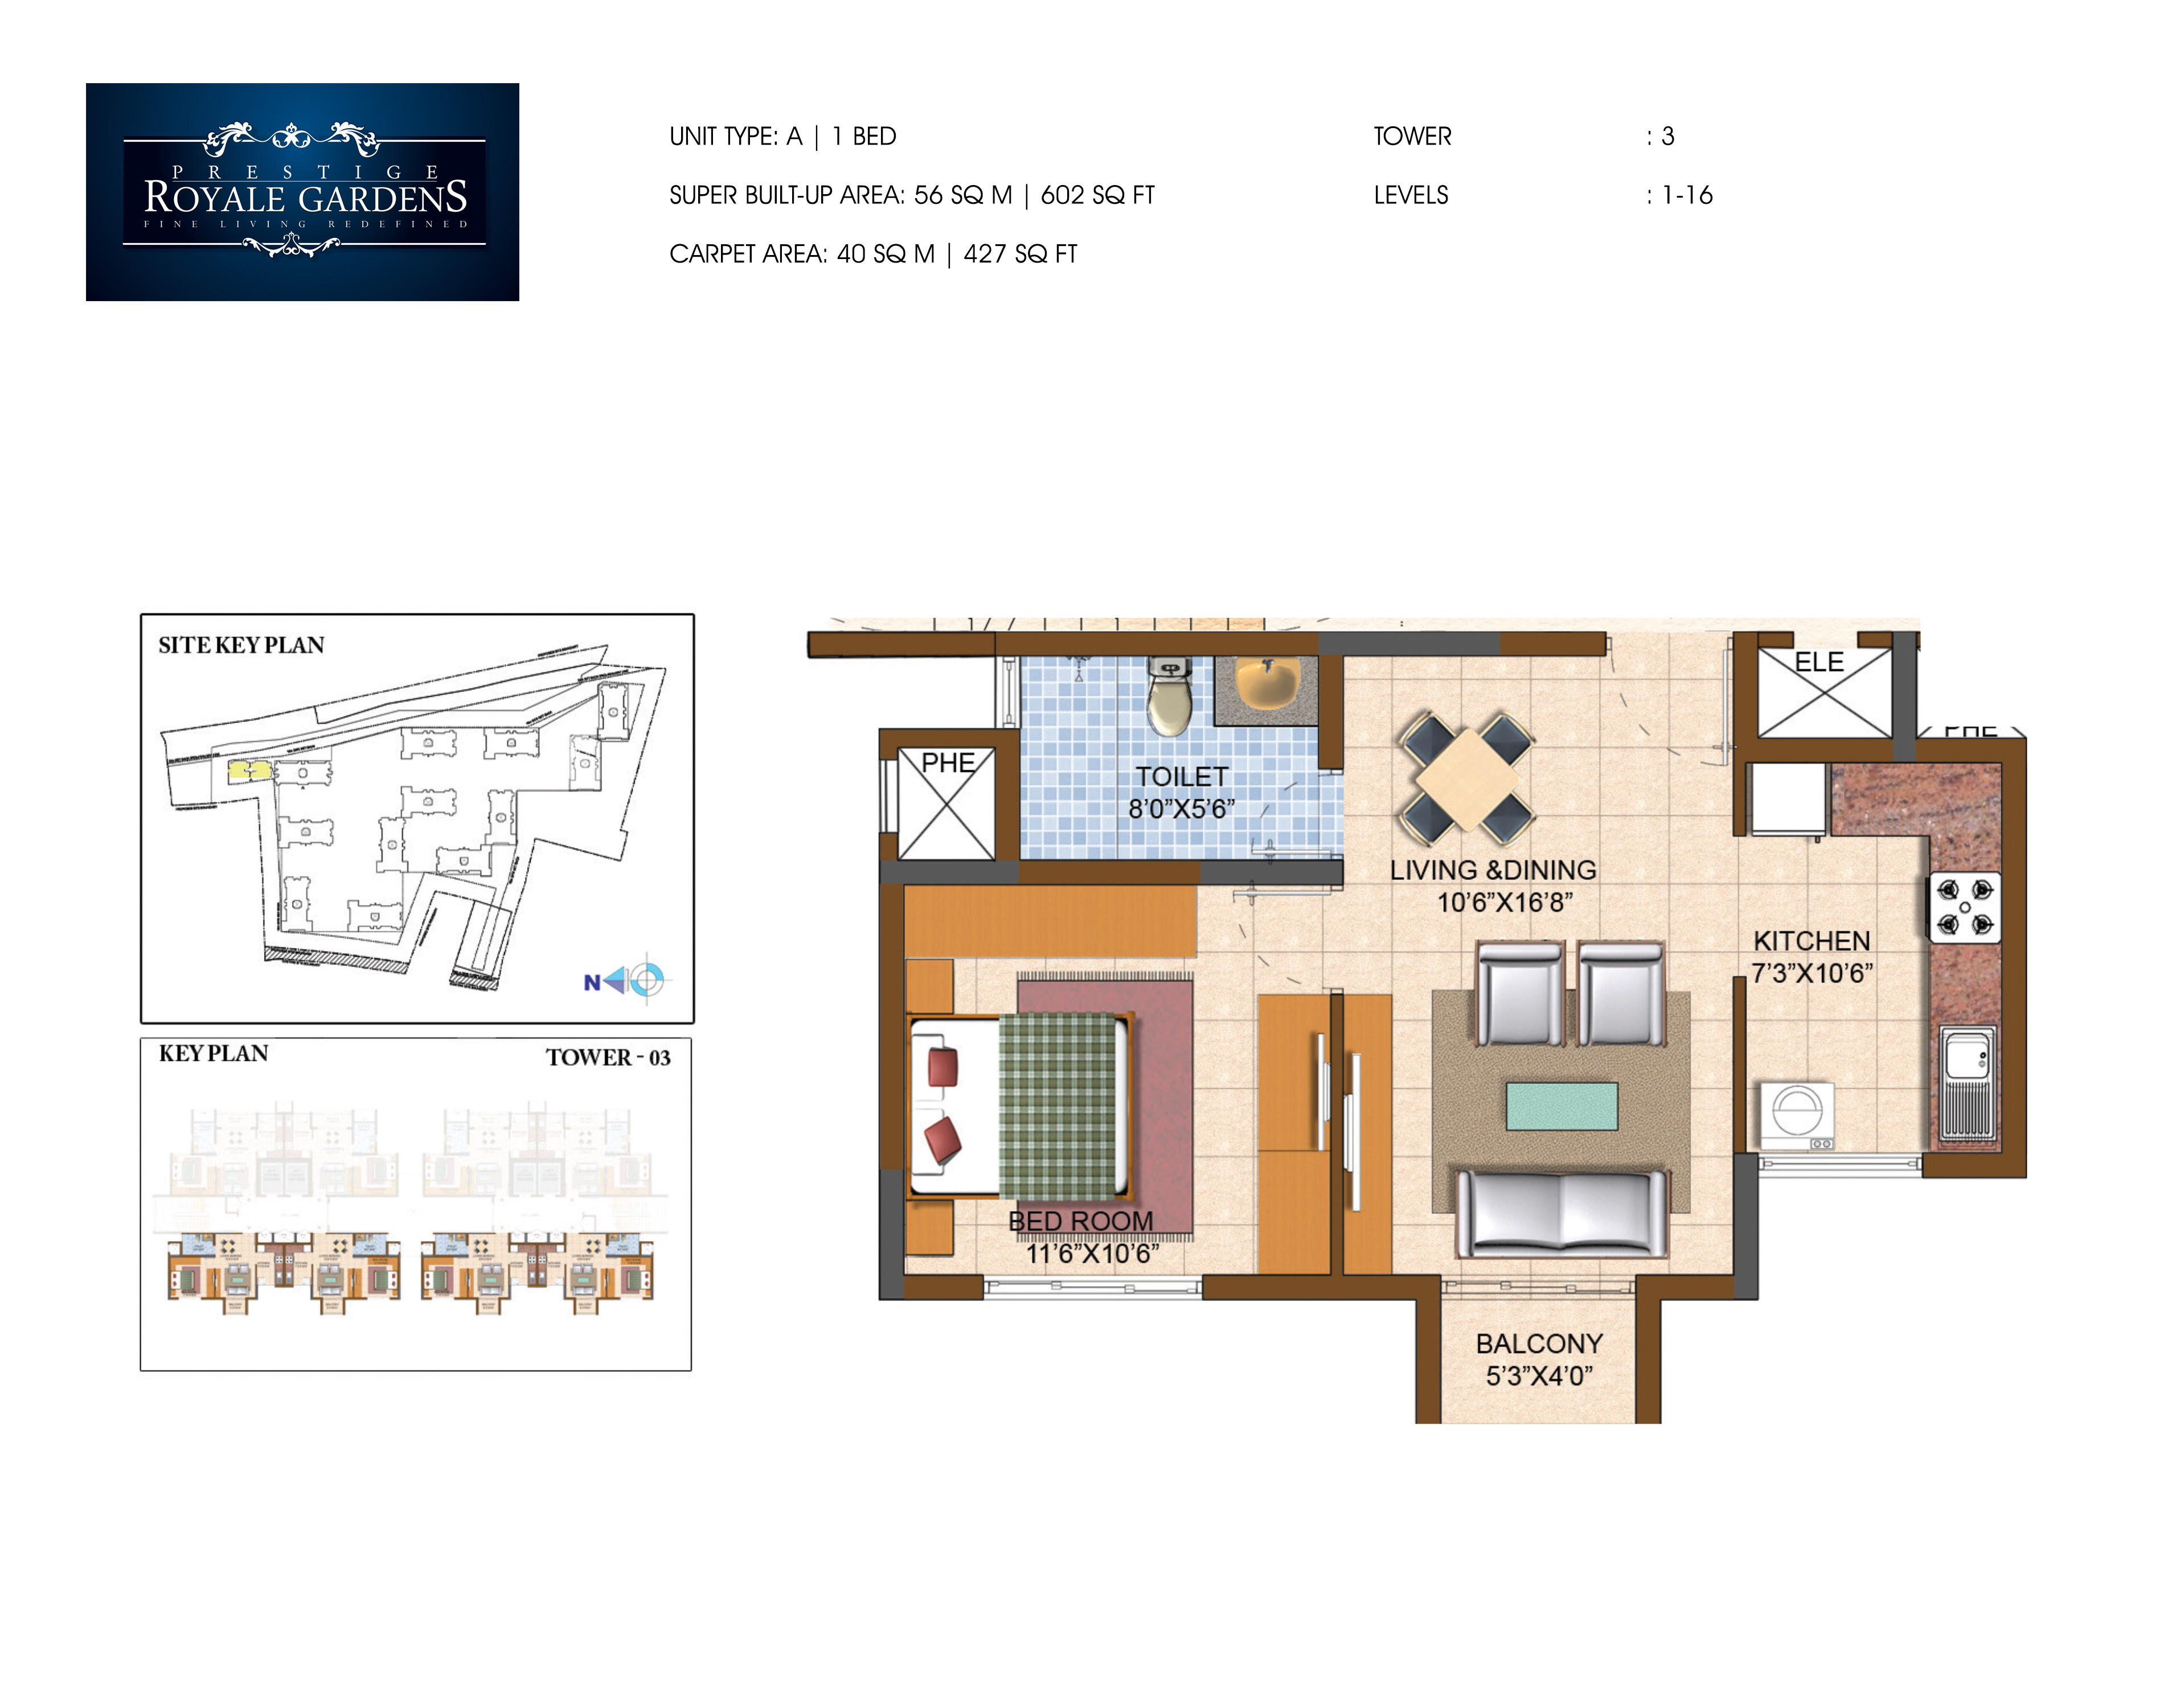 PRESTIGE
ROYALE GARDENS
FINE LIVING REDEFINED
UNIT TYPE: A | 1 BED
SUPER BUILT-UP AREA: 56 SQ M | 602 SQ FT
CARPET AREA: 40 SQ M | 427 SQ FT
TOWER : 3
LEVELS : 1-16
SITE KEY PLAN
N
KEY PLAN TOWER - 03
ELE
PHE
PHE
TOILET
8'0"X5'6"
LIVING &DINING
10'6"X16'8"
KITCHEN
7'3"X10'6"
BED ROOM
11'6"X10'6"
BALCONY
5'3"X4'0"